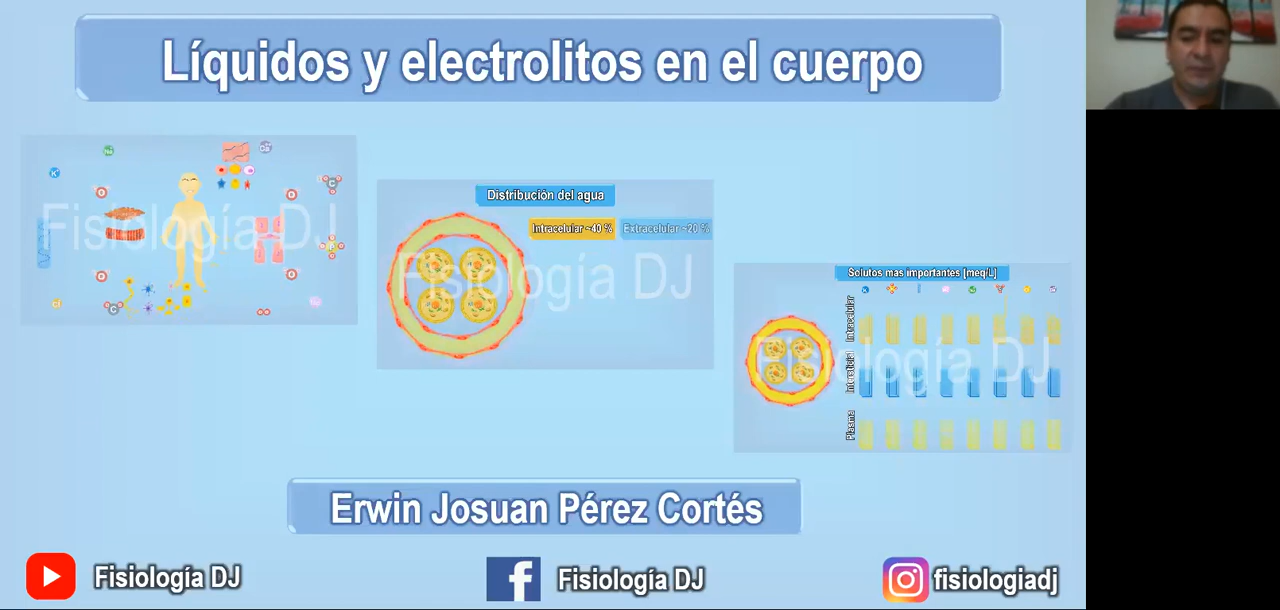 Líquidos y electrolitos en el cuerpo
Fisiología DJ
Distribución del agua
Intracelular ~40 %
Extracelular ~20 %
Fisiología DJ
Solutos más importantes [meq/L]
Intracelular
Intersticial
Plasma
Fisiología DJ
Erwin Josuan Pérez Cortés
Fisiología DJ
Fisiología DJ
fisiologiadj